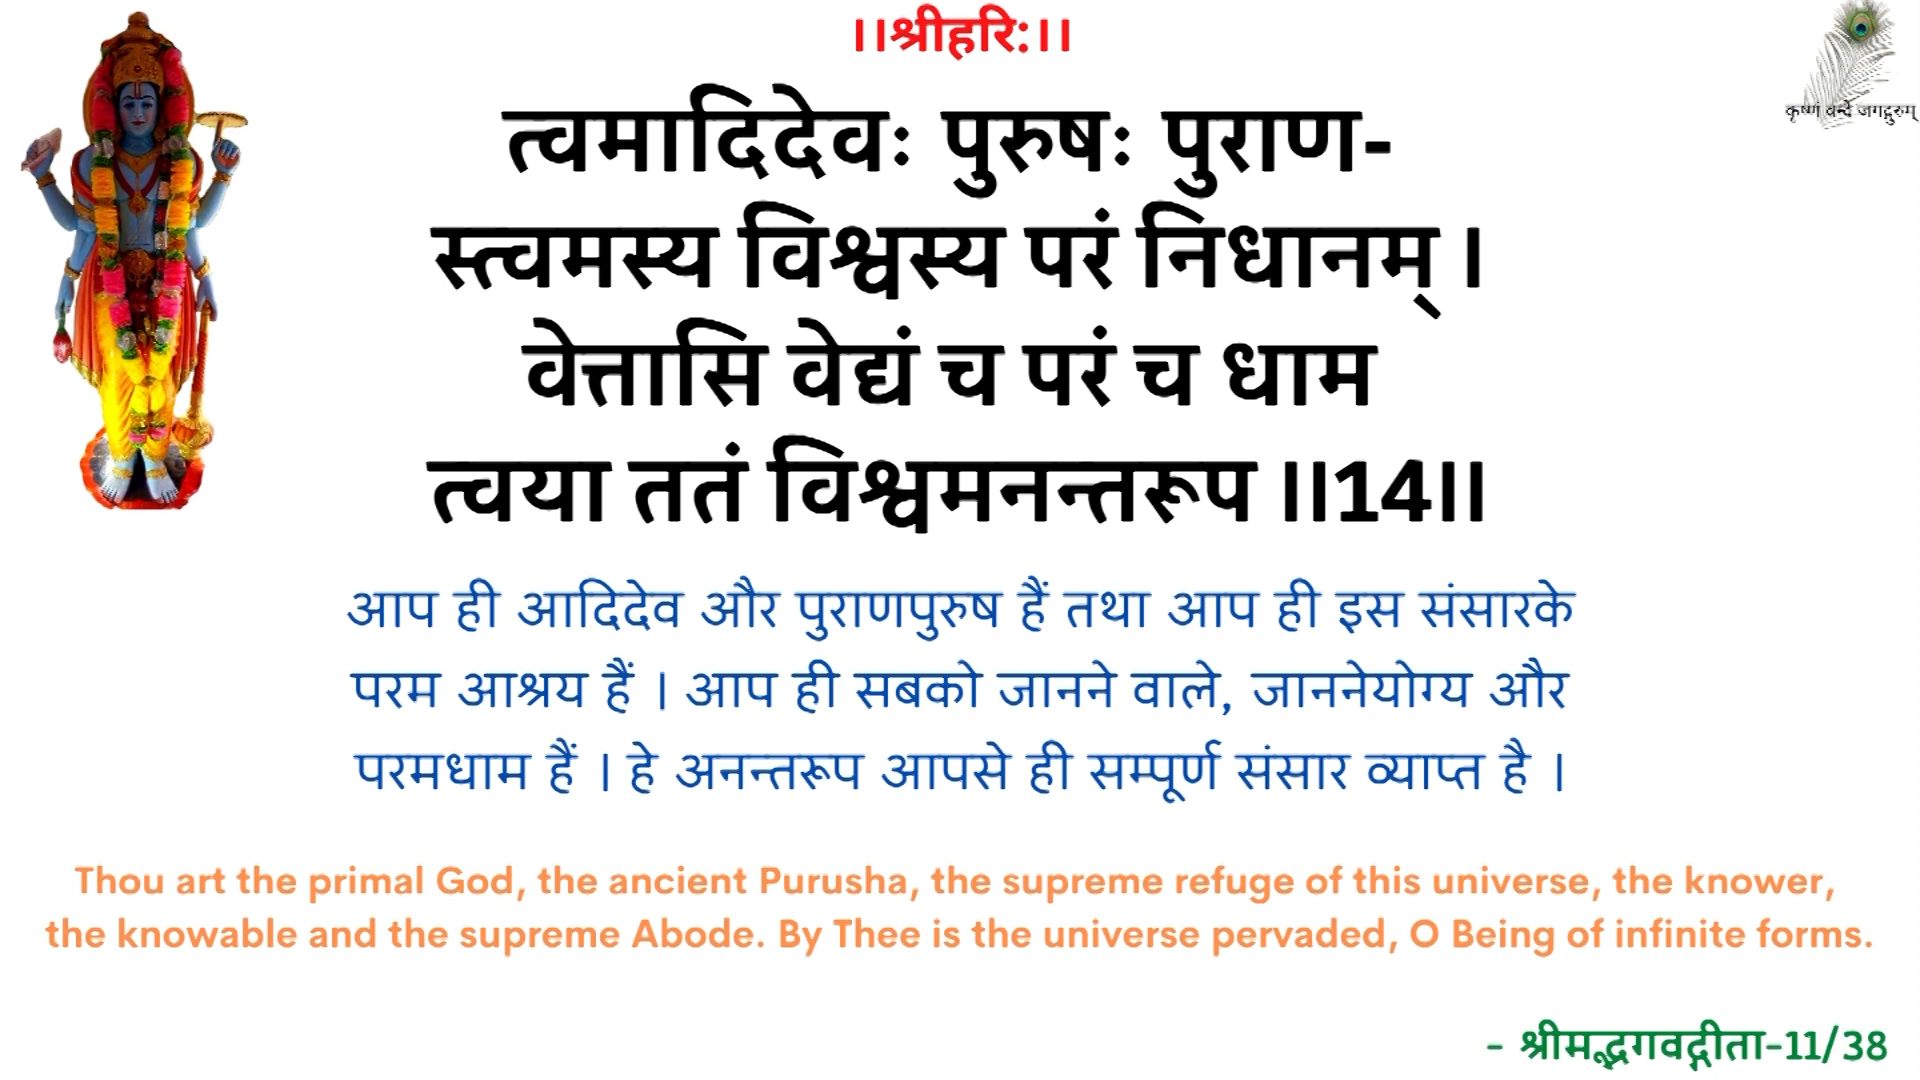 ।।श्रीहरि:।।
कृष्णं वन्दे जगद्गुरुम्
त्वमादिदेवः पुरुषः पुराण-
स्त्वमस्य विश्वस्य परं निधानम् ।
वेत्तासि वेद्यं च परं च धाम
त्वया ततं विश्वमनन्तरूप ।।14।।
आप ही आदिदेव और पुराणपुरुष हैं तथा आप ही इस संसारके
परम आश्रय हैं । आप ही सबको जानने वाले, जाननेयोग्य और
परमधाम हैं । हे अनन्तरूप आपसे ही सम्पूर्ण संसार व्याप्त है ।
Thou art the primal God, the ancient Purusha, the supreme refuge of this universe, the knower,
the knowable and the supreme Abode. By Thee is the universe pervaded, O Being of infinite forms.
- श्रीमद्भगवद्गीता-11/38